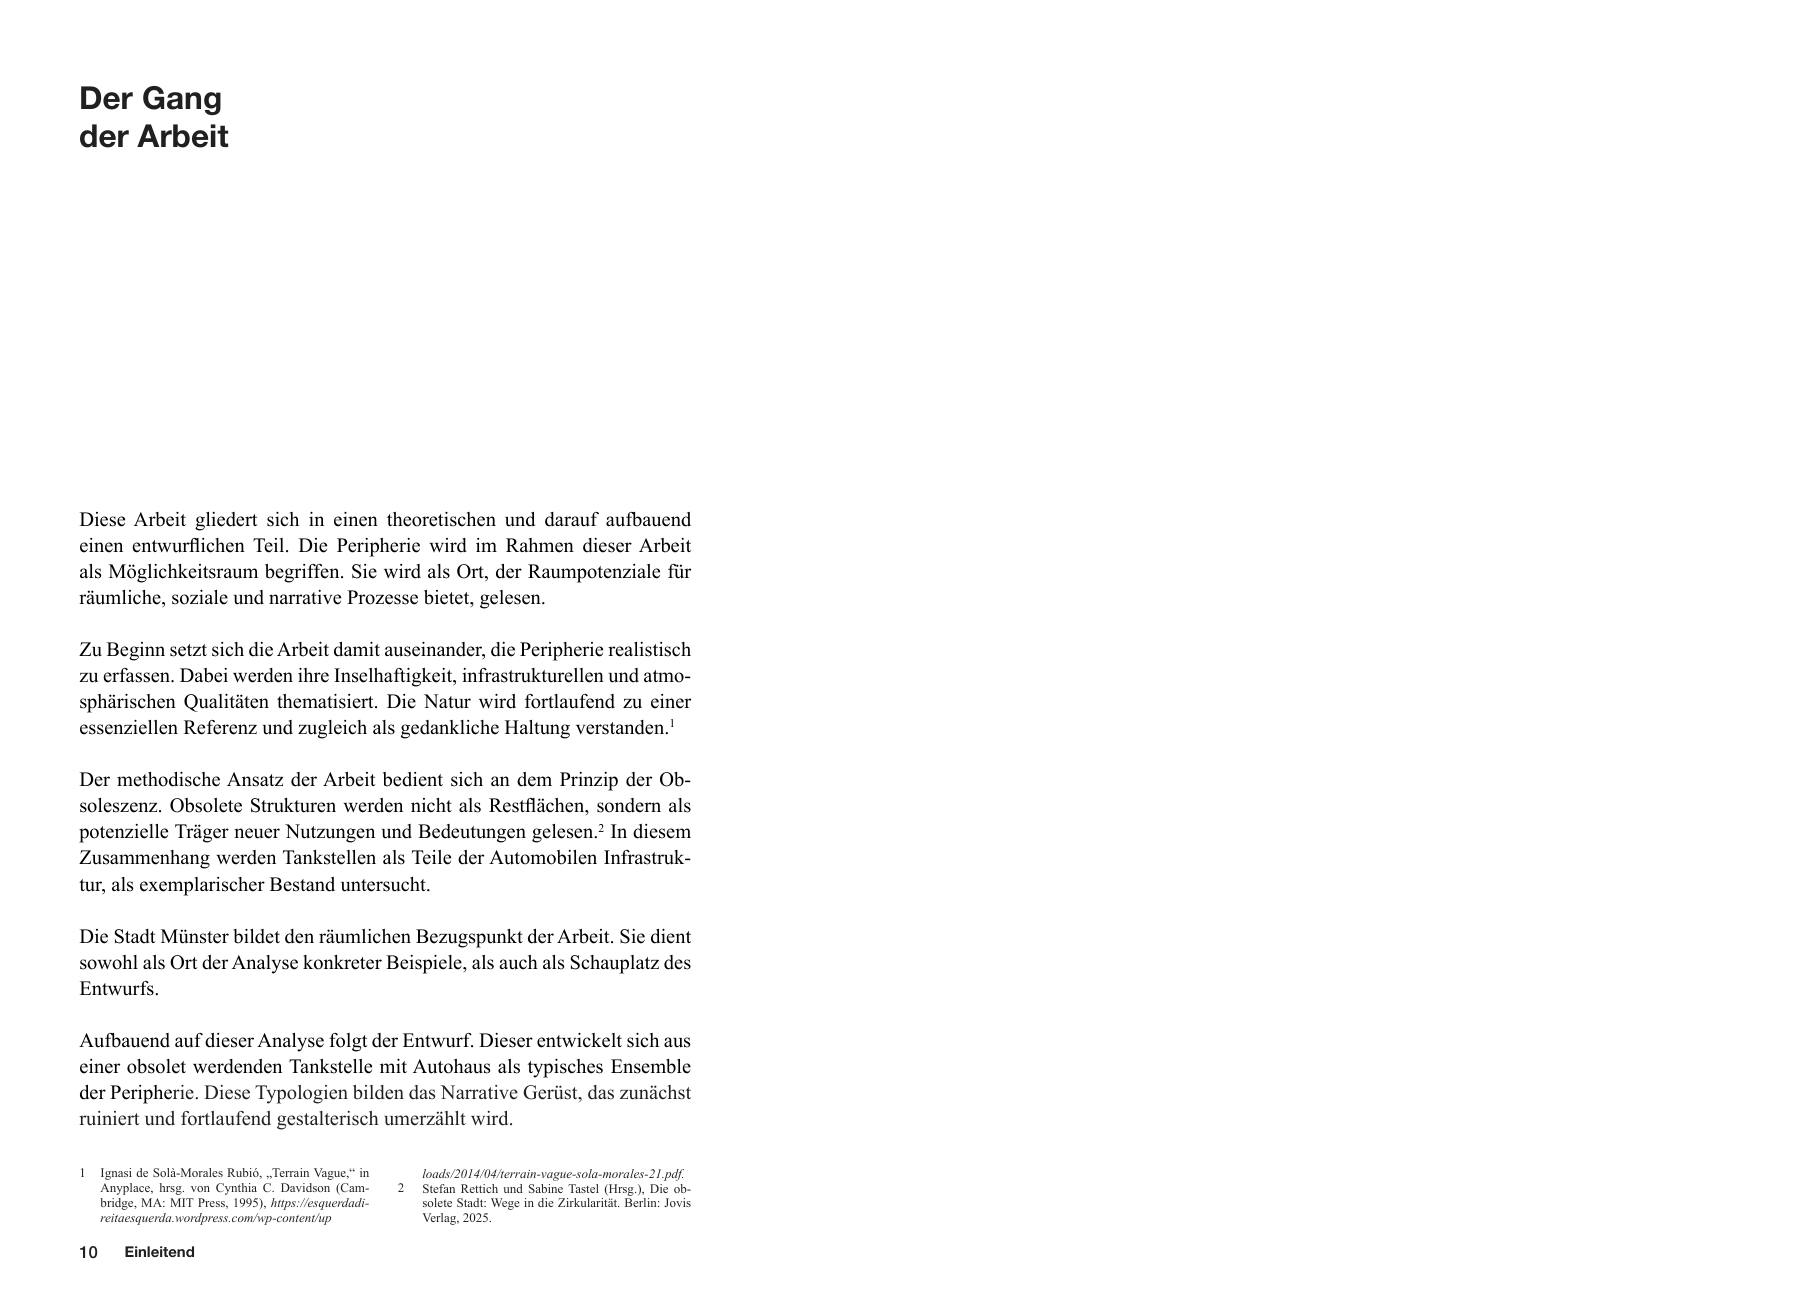 Der Gang
der Arbeit
Diese Arbeit gliedert sich in einen theoretischen und darauf aufbauend
einen entwurflichen Teil. Die Peripherie wird im Rahmen dieser Arbeit
als Möglichkeitsraum begriffen. Sie wird als Ort, der Raumpotenziale für
räumliche, soziale und narrative Prozesse bietet, gelesen.
Zu Beginn setzt sich die Arbeit damit auseinander, die Peripherie realistisch
zu erfassen. Dabei werden ihre Inselhaftigkeit, infrastrukturellen und atmo-
sphärischen Qualitäten thematisiert. Die Natur wird fortlaufend zu einer
essenziellen Referenz und zugleich als gedankliche Haltung verstanden.1
Der methodische Ansatz der Arbeit bedient sich an dem Prinzip der Ob-
soleszenz. Obsolete Strukturen werden nicht als Restflächen, sondern als
potenzielle Träger neuer Nutzungen und Bedeutungen gelesen.2 In diesem
Zusammenhang werden Tankstellen als Teile der Automobilen Infrastruk-
tur, als exemplarischer Bestand untersucht.
Die Stadt Münster bildet den räumlichen Bezugspunkt der Arbeit. Sie dient
sowohl als Ort der Analyse konkreter Beispiele, als auch als Schauplatz des
Entwurfs.
Aufbauend auf dieser Analyse folgt der Entwurf. Dieser entwickelt sich aus
einer obsolet werdenden Tankstelle mit Autohaus als typisches Ensemble
der Peripherie. Diese Typologien bilden das Narrative Gerüst, das zunächst
ruiniert und fortlaufend gestalterisch umerzählt wird.
1 Ignasi de Solà-Morales Rubió, „Terrain Vague,“ in
Anyplace, hrsg. von Cynthia C. Davidson (Cam-
bridge, MA: MIT Press, 1995), https://esquerdadi-
reitaesquerda.wordpress.com/wp-content/up
loads/2014/04/terrain-vague-sola-morales-21.pdf.
2 Stefan Rettich und Sabine Tastel (Hrsg.), Die ob-
solete Stadt: Wege in die Zirkularität. Berlin: Jovis
Verlag, 2025.
10 Einleitend